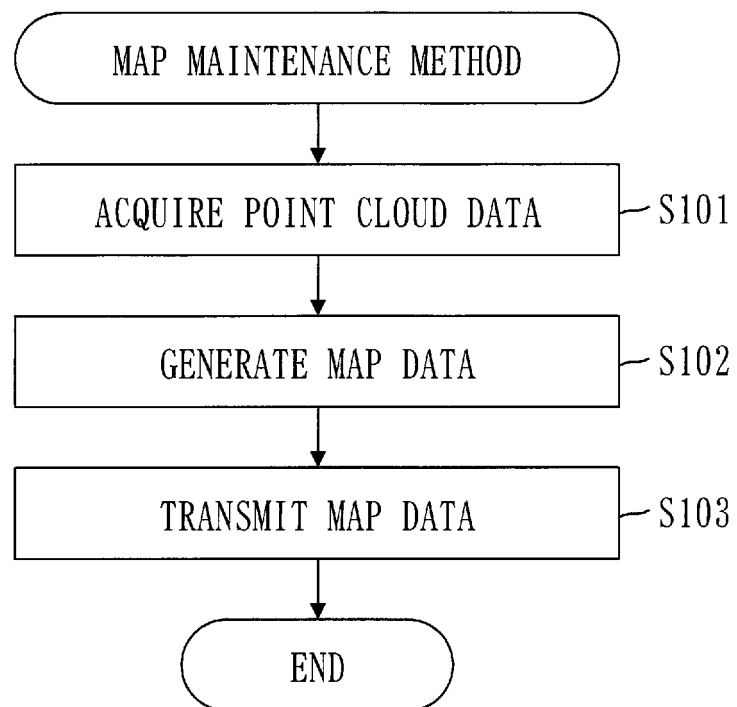 MAP MAINTENANCE METHOD
ACQUIRE POINT CLOUD DATA S101
GENERATE MAP DATA S102
TRANSMIT MAP DATA S103
END